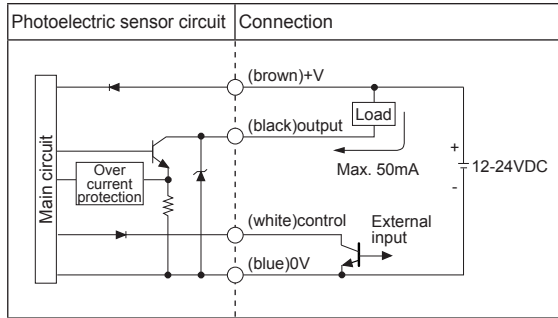 Photoelectric sensor circuit
Connection
(brown)+V
Load
(black)output
Max. 50mA
+
12-24VDC
-
Main circuit
Over
current
protection
(white)control
External
input
(blue)0V